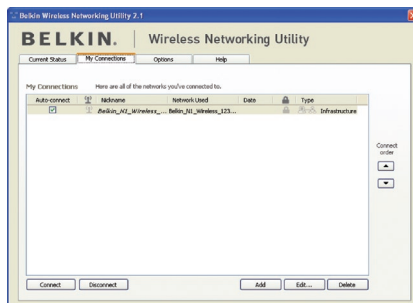 Belkin Wireless Networking Utility 2.1
BELKIN. Wireless Networking Utility
Current Status My Connections Options Help
My Connections Here are all of the networks you've connected to.
Auto-connect Nickname Network Used Date Type
Belkin_N1_Wireless_... Belkin_N1_Wireless_123... Infrastructure
Connect order
Connect Disconnect Add Edit... Delete